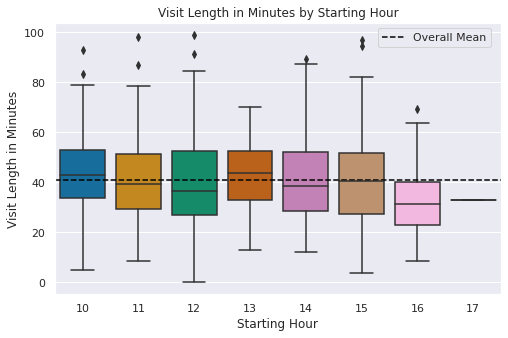 Visit Length in Minutes by Starting Hour
Overall Mean
Visit Length in Minutes
100
80
60
40
20
0
10 11 12 13 14 15 16 17
Starting Hour